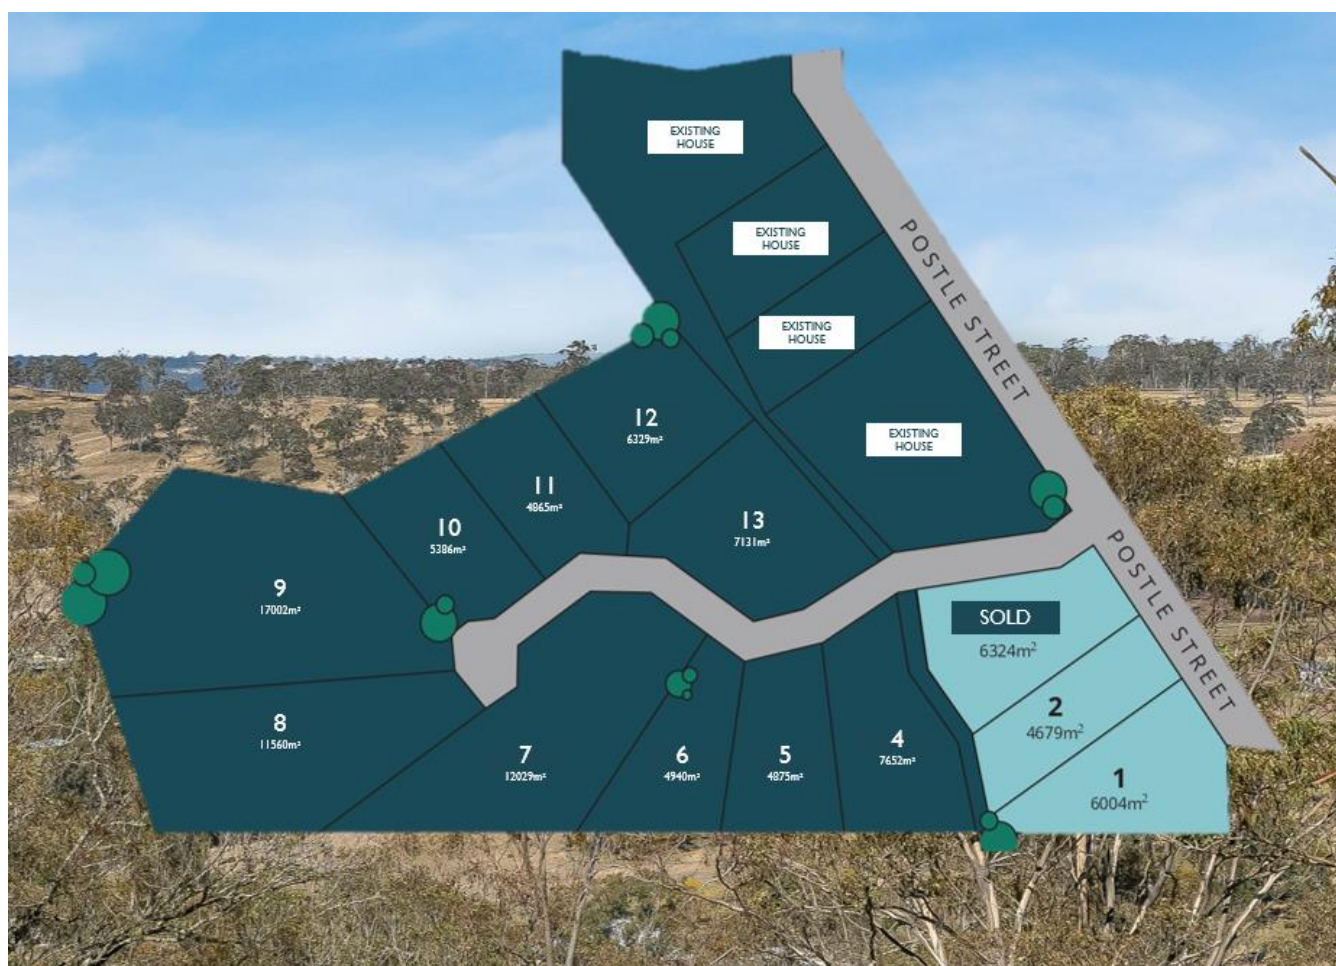 EXISTING
HOUSE
EXISTING
HOUSE
EXISTING
HOUSE
EXISTING
HOUSE
POSTLE STREET
POSTLE STREET
12
6329m²
11
4865m²
13
7131m²
10
5386m²
9
17002m²
8
11560m²
7
12029m²
6
4940m²
5
4875m²
4
7652m²
SOLD
6324m²
2
4679m²
1
6004m²